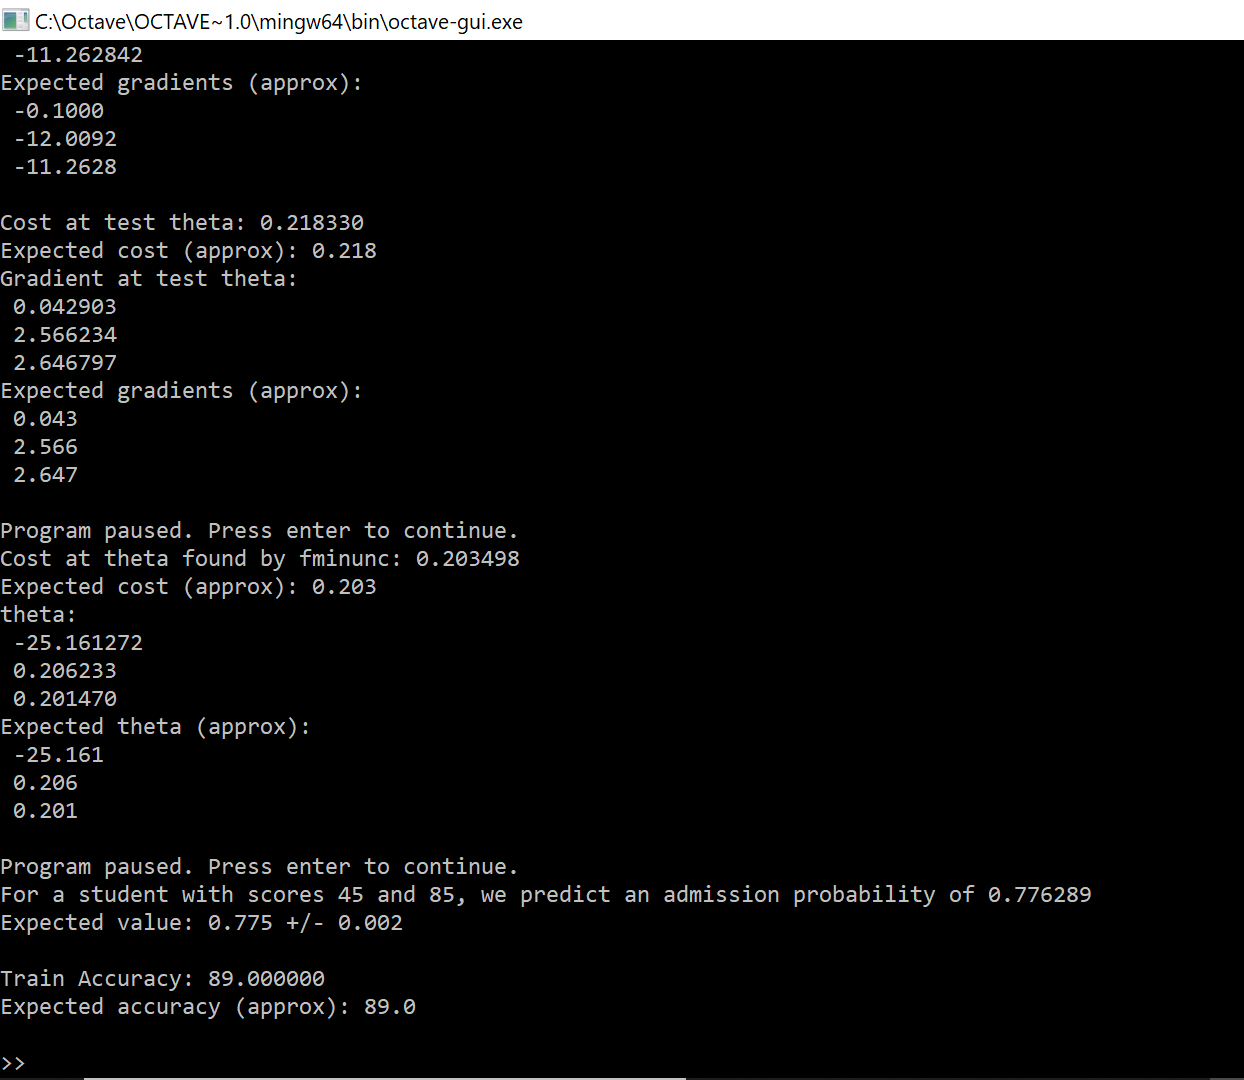 C:\Octave\OCTAVE~1.0\mingw64\bin\octave-gui.exe
-11.262842
Expected gradients (approx):
-0.1000
-12.0092
-11.2628
Cost at test theta: 0.218330
Expected cost (approx): 0.218
Gradient at test theta:
0.042903
2.566234
2.646797
Expected gradients (approx):
0.043
2.566
2.647
Program paused. Press enter to continue.
Cost at theta found by fminunc: 0.203498
Expected cost (approx): 0.203
theta:
-25.161272
0.206233
0.201470
Expected theta (approx):
-25.161
0.206
0.201
Program paused. Press enter to continue.
For a student with scores 45 and 85, we predict an admission probability of 0.776289
Expected value: 0.775 +/- 0.002
Train Accuracy: 89.000000
Expected accuracy (approx): 89.0
>>